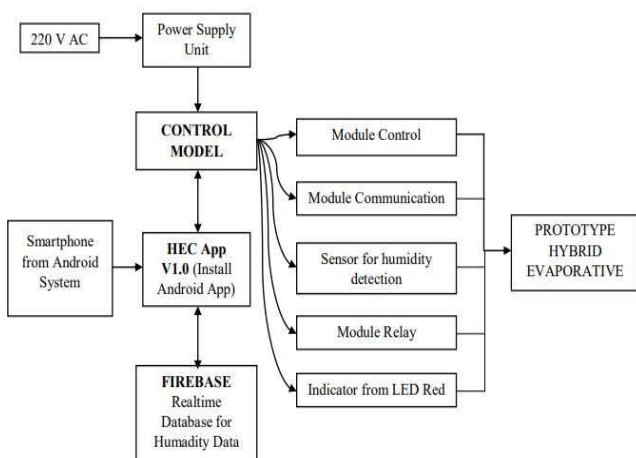 220 V AC
Power Supply
Unit
CONTROL
MODEL
Module Control
Module Communication
Sensor for humidity
detection
Module Relay
Indicator from LED Red
PROTOTYPE
HYBRID
EVAPORATIVE
Smartphone
from Android
System
HEC App
V1.0 (Install
Android App)
FIREBASE
Realtime
Database for
Humadity Data